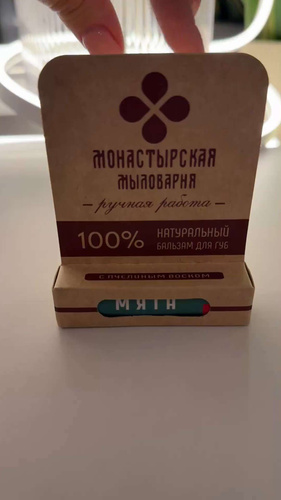 МОНАСТЫРСКАЯ
МЫЛОВАРНЯ
— ручная работа —
100% НАТУРАЛЬНЫЙ
БАЛЬЗАМ ДЛЯ ГУБ
С ПЧЕЛИНЫМ ВОСКОМ
МЯТА